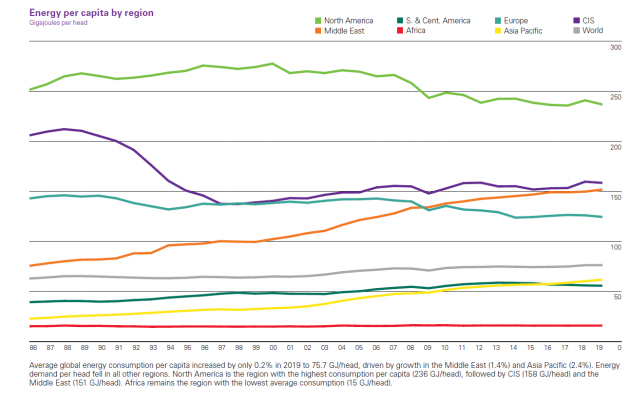 Energy per capita by region
Gigajoules per head
North America
S. & Cent. America
Europe
CIS
Middle East
Africa
Asia Pacific
World
300
250
200
150
100
50
0
86 87 88 89 90 91 92 93 94 95 96 97 98 99 00 01 02 03 04 05 06 07 08 09 10 11 12 13 14 15 16 17 18 19
Average global energy consumption per capita increased by only 0.2% in 2019 to 75.7 GJ/head, driven by growth in the Middle East (1.4%) and Asia Pacific (2.4%). Energy
demand per head fell in all other regions. North America is the region with the highest consumption per capita (236 GJ/head), followed by CIS (158 GJ/head) and the
Middle East (151 GJ/head). Africa remains the region with the lowest average consumption (15 GJ/head).